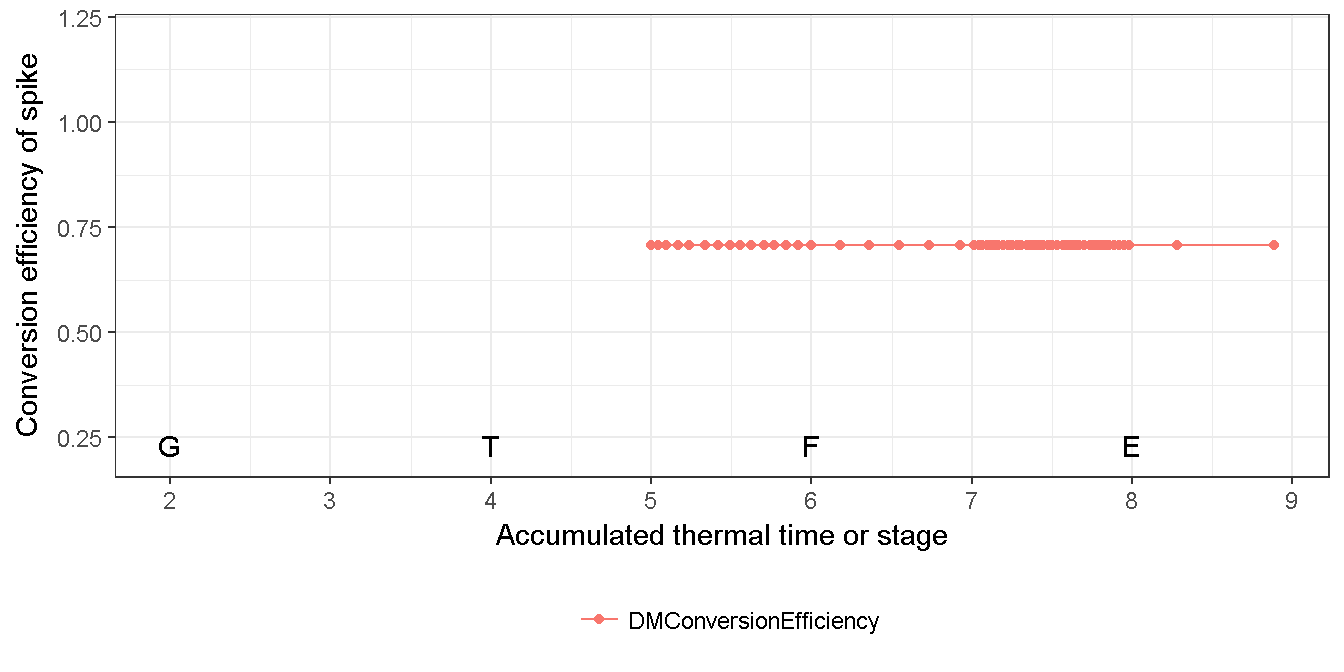 Conversion efficiency of spike
1.25
1.00
0.75
0.50
0.25
G T F E
2 3 4 5 6 7 8 9
Accumulated thermal time or stage
DMConversionEfficiency